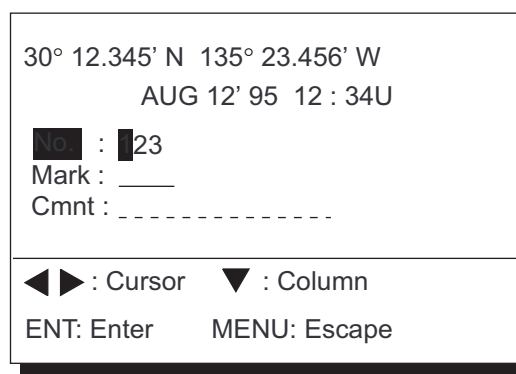 30° 12.345’ N 135° 23.456’ W
AUG 12’ 95 12 : 34U
No. : 123
Mark : ____
Cmnt : _ _ _ _ _ _ _ _ _ _ _ _ _ _
◀ ▶ : Cursor ▼ : Column
ENT: Enter MENU: Escape